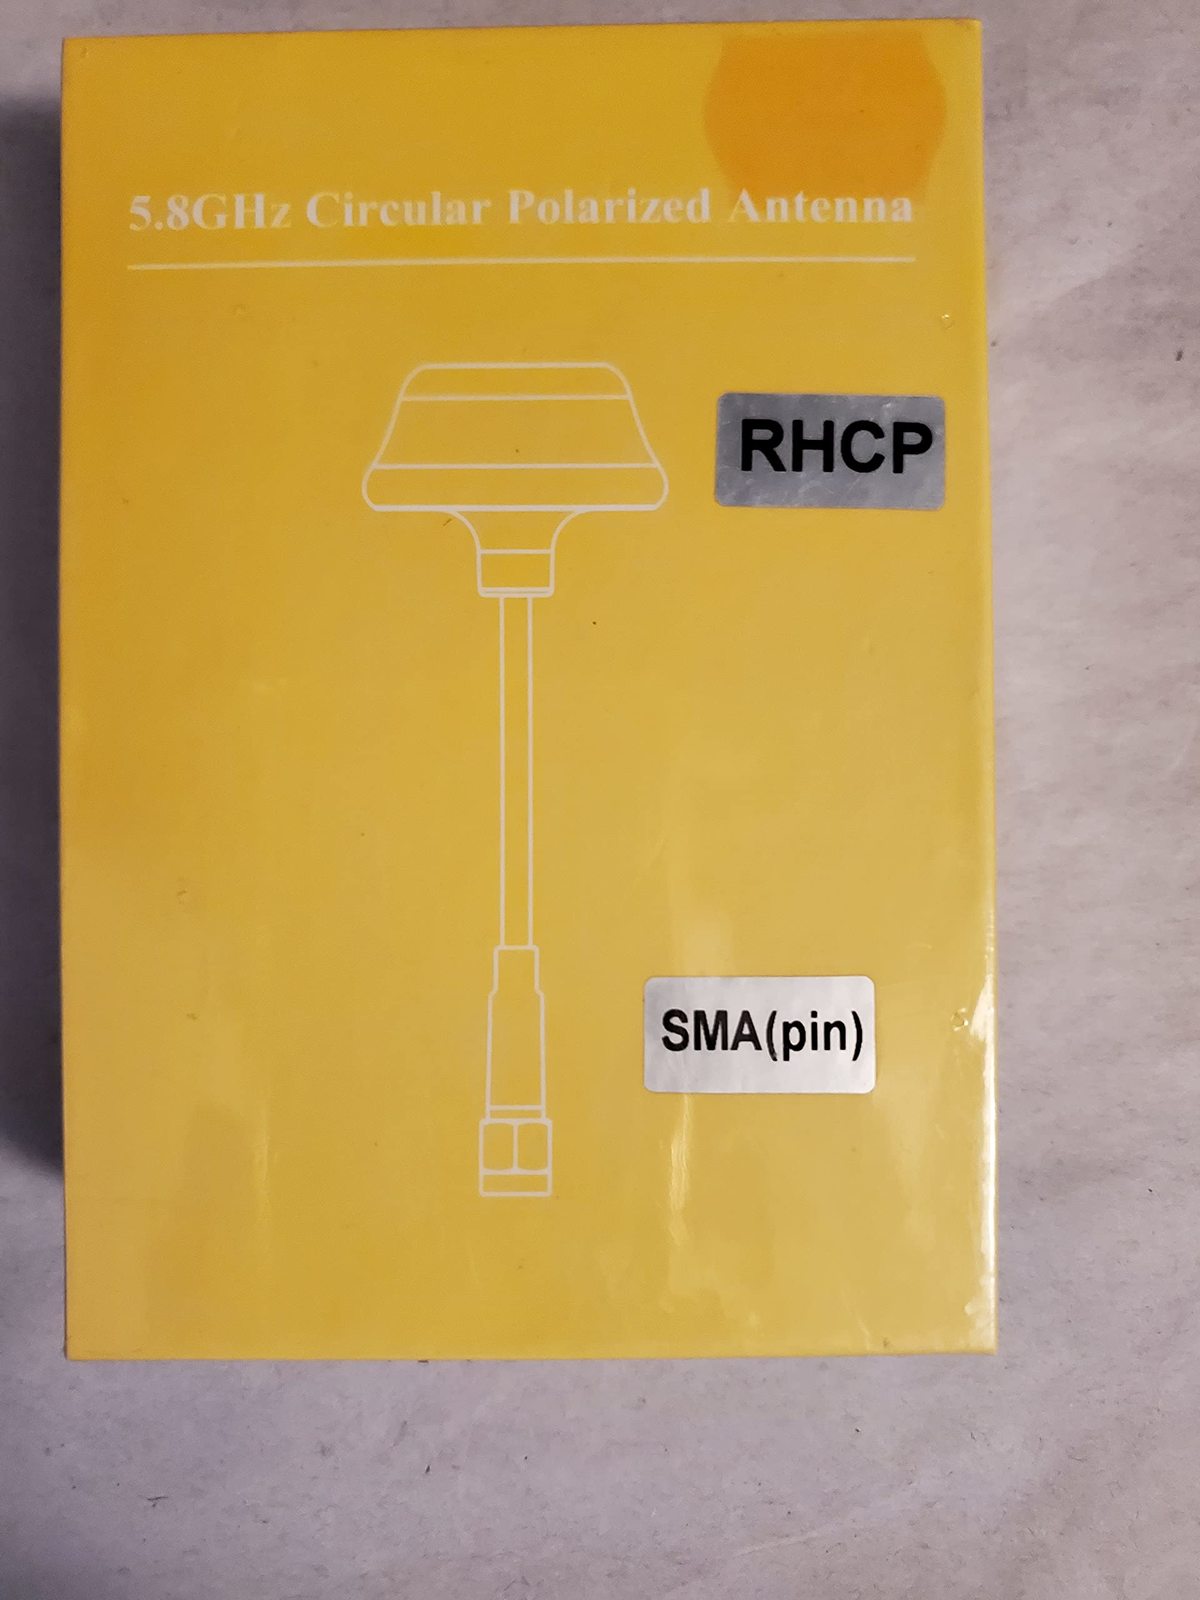 5.8GHz Circular Polarized Antenna
RHCP
SMA(pin)